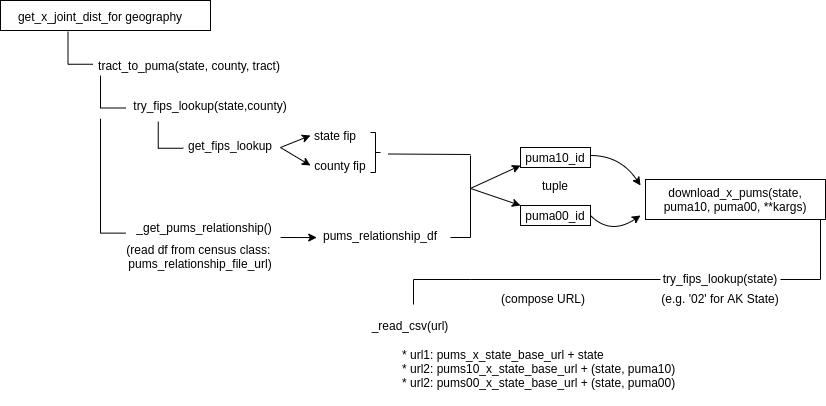 get_x_joint_dist_for geography
tract_to_puma(state, county, tract)
try_fips_lookup(state,county)
get_fips_lookup
state fip
county fip
puma10_id
tuple
puma00_id
download_x_pums(state,
puma10, puma00, **kargs)
_get_pums_relationship()
(read df from census class:
pums_relationship_file_url)
pums_relationship_df
try_fips_lookup(state)
(compose URL)
(e.g. '02' for AK State)
_read_csv(url)
* url1: pums_x_state_base_url + state
* url2: pums10_x_state_base_url + (state, puma10)
* url2: pums00_x_state_base_url + (state, puma00)